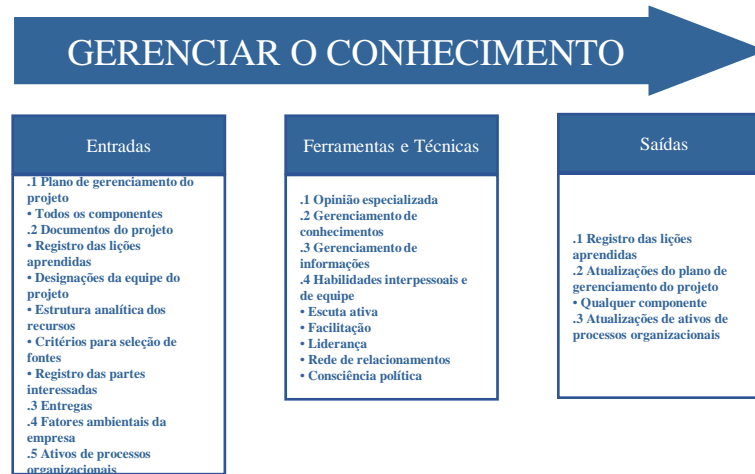 GERENCIAR O CONHECIMENTO
Entradas
.1 Plano de gerenciamento do
projeto
• Todos os componentes
.2 Documentos do projeto
• Registro das lições
aprendidas
• Designações da equipe do
projeto
• Estrutura analítica dos
recursos
• Critérios para seleção de
fontes
• Registro das partes
interessadas
.3 Entregas
.4 Fatores ambientais da
empresa
.5 Ativos de processos
organizacionais
Ferramentas e Técnicas
.1 Opinião especializada
.2 Gerenciamento de
conhecimentos
.3 Gerenciamento de
informações
.4 Habilidades interpessoais e
de equipe
• Escuta ativa
• Facilitação
• Liderança
• Rede de relacionamentos
• Consciência política
Saídas
.1 Registro das lições
aprendidas
.2 Atualizações do plano de
gerenciamento do projeto
• Qualquer componente
.3 Atualizações de ativos de
processos organizacionais